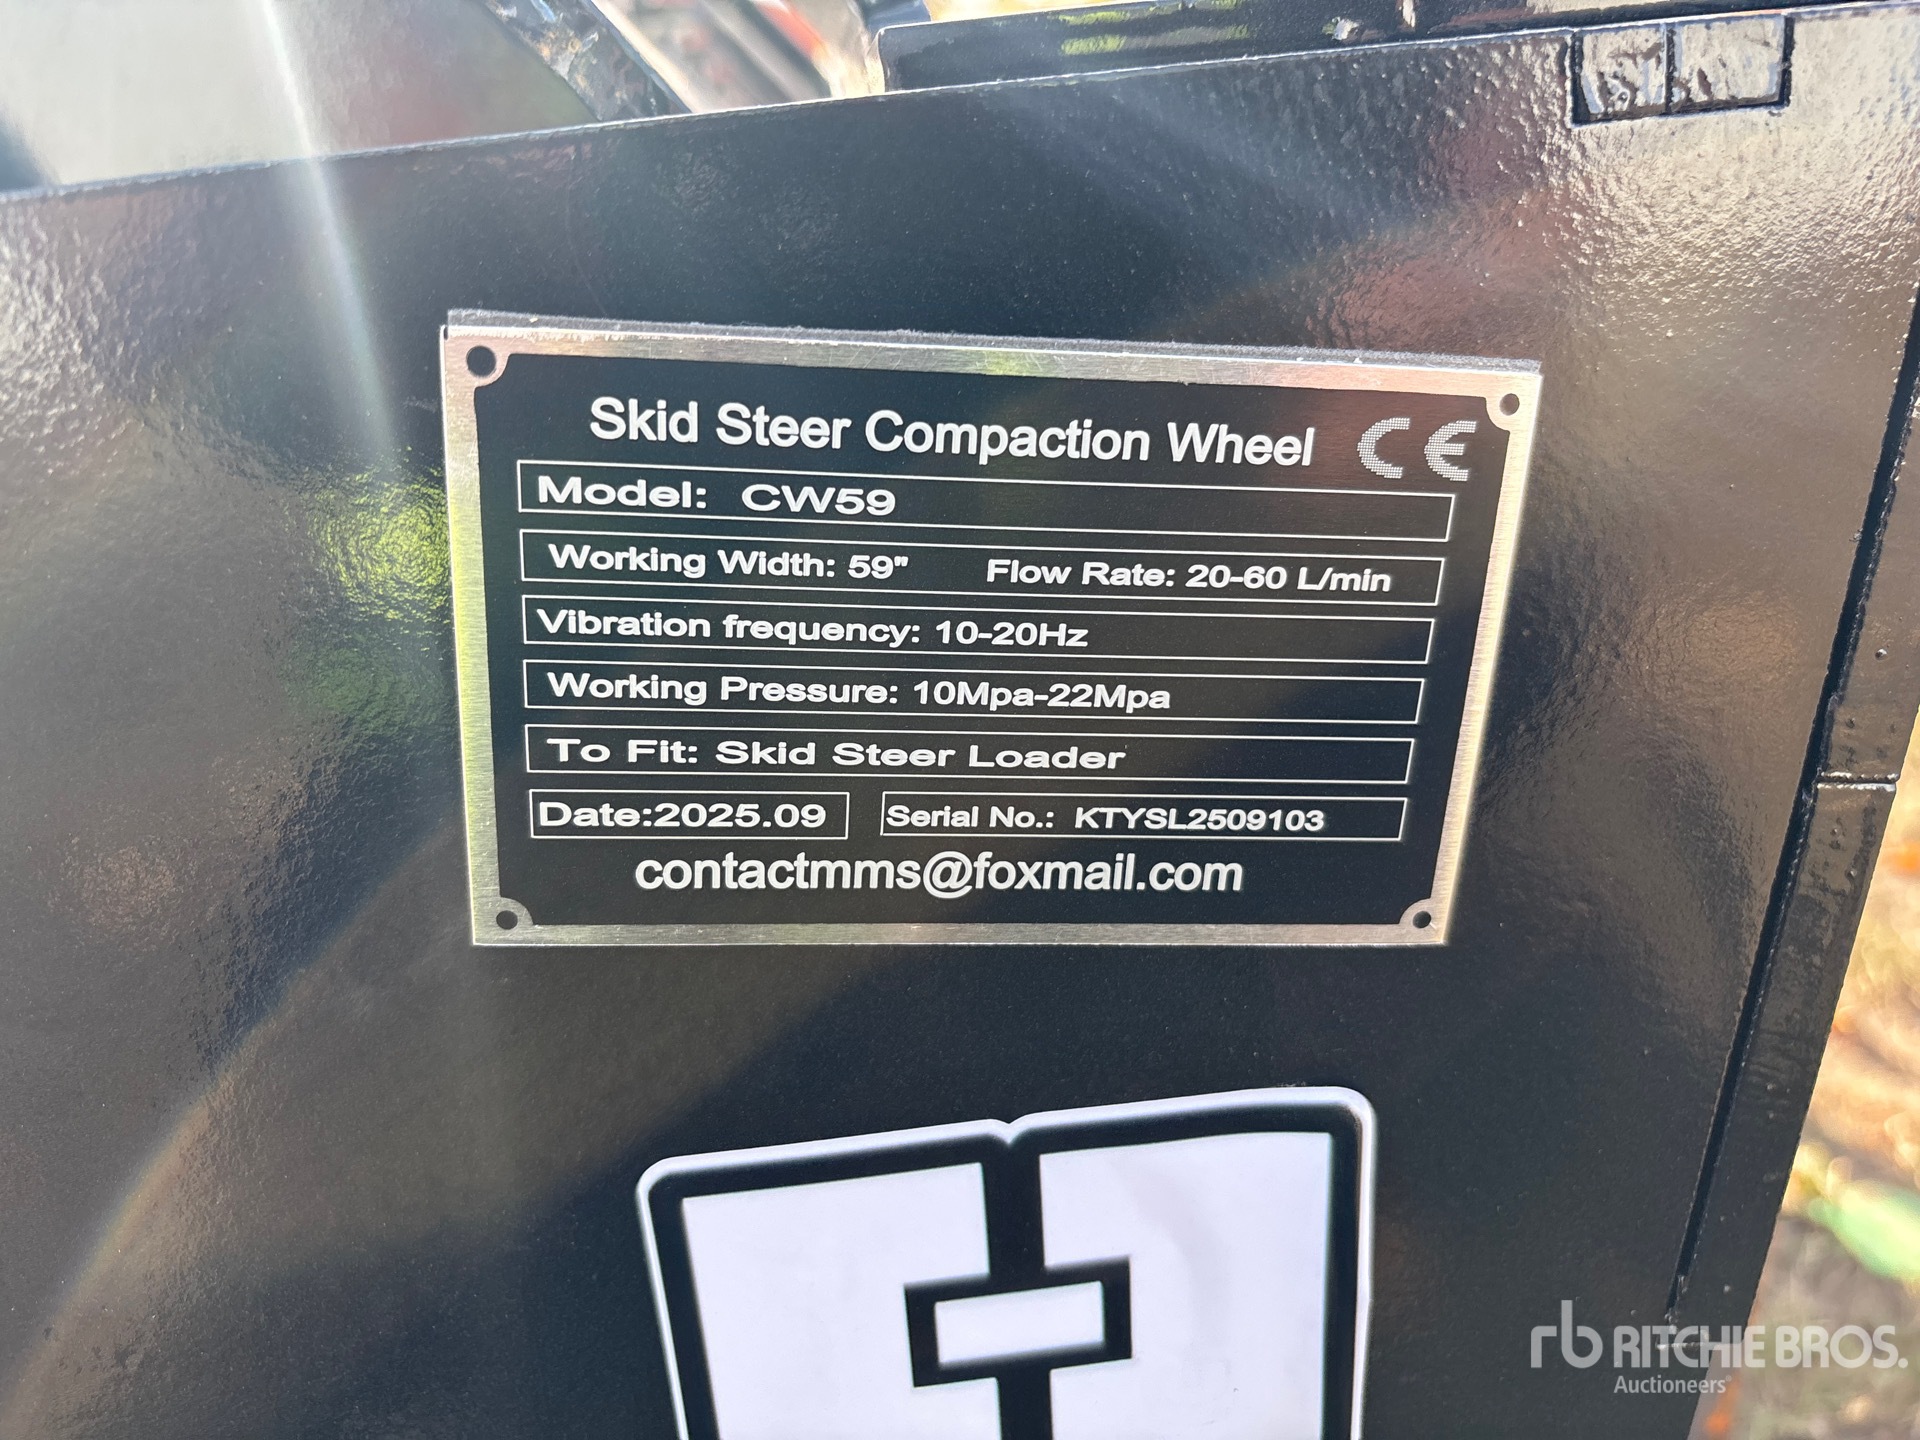 Skid Steer Compaction Wheel CE
Model: CW59
Working Width: 59" Flow Rate: 20-60 L/min
Vibration frequency: 10-20Hz
Working Pressure: 10Mpa-22Mpa
To Fit: Skid Steer Loader
Date:2025.09 Serial No.: KTYSL2509103
contactmms@foxmail.com
rb RITCHIE BROS.
Auctioneers